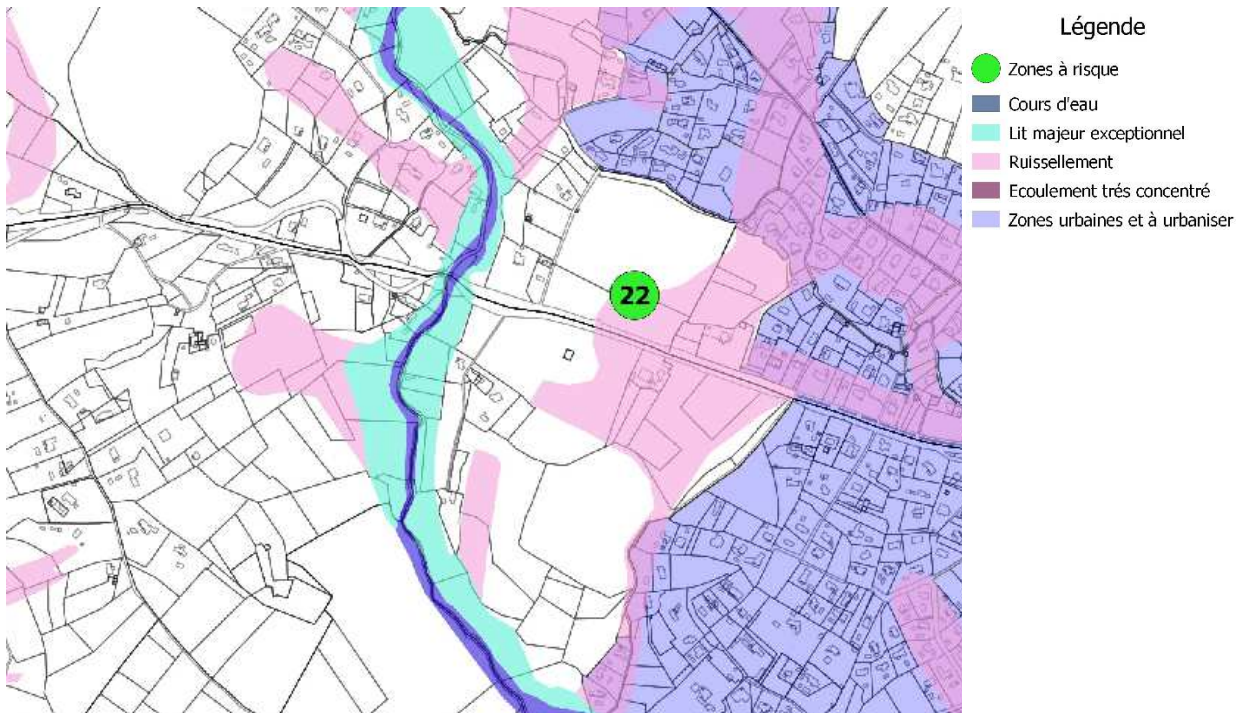 Légende
Zones à risque
Cours d'eau
Lit majeur exceptionnel
Ruissellement
Ecoulement trés concentré
Zones urbaines et à urbaniser
22